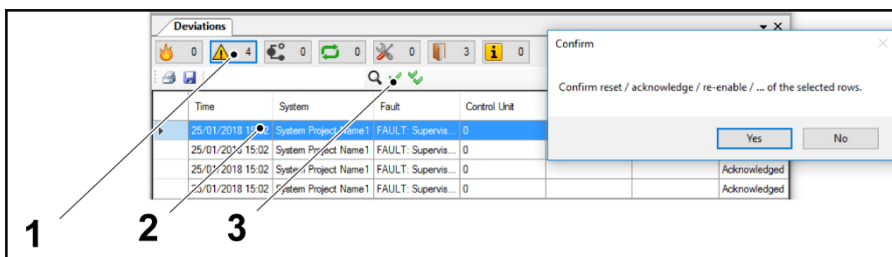 Deviations
0 4 0 0 0 3 0
Time System Fault Control Unit
25/01/2018 15:02 System Project Name1 FAULT: Supervis... 0
25/01/2018 15:02 System Project Name1 FAULT: Supervis... 0
25/01/2018 15:02 System Project Name1 FAULT: Supervis... 0 Acknowledged
25/01/2018 15:02 System Project Name1 FAULT: Supervis... 0 Acknowledged
Confirm
Confirm reset / acknowledge / re-enable / ... of the selected rows.
Yes No
1 2 3